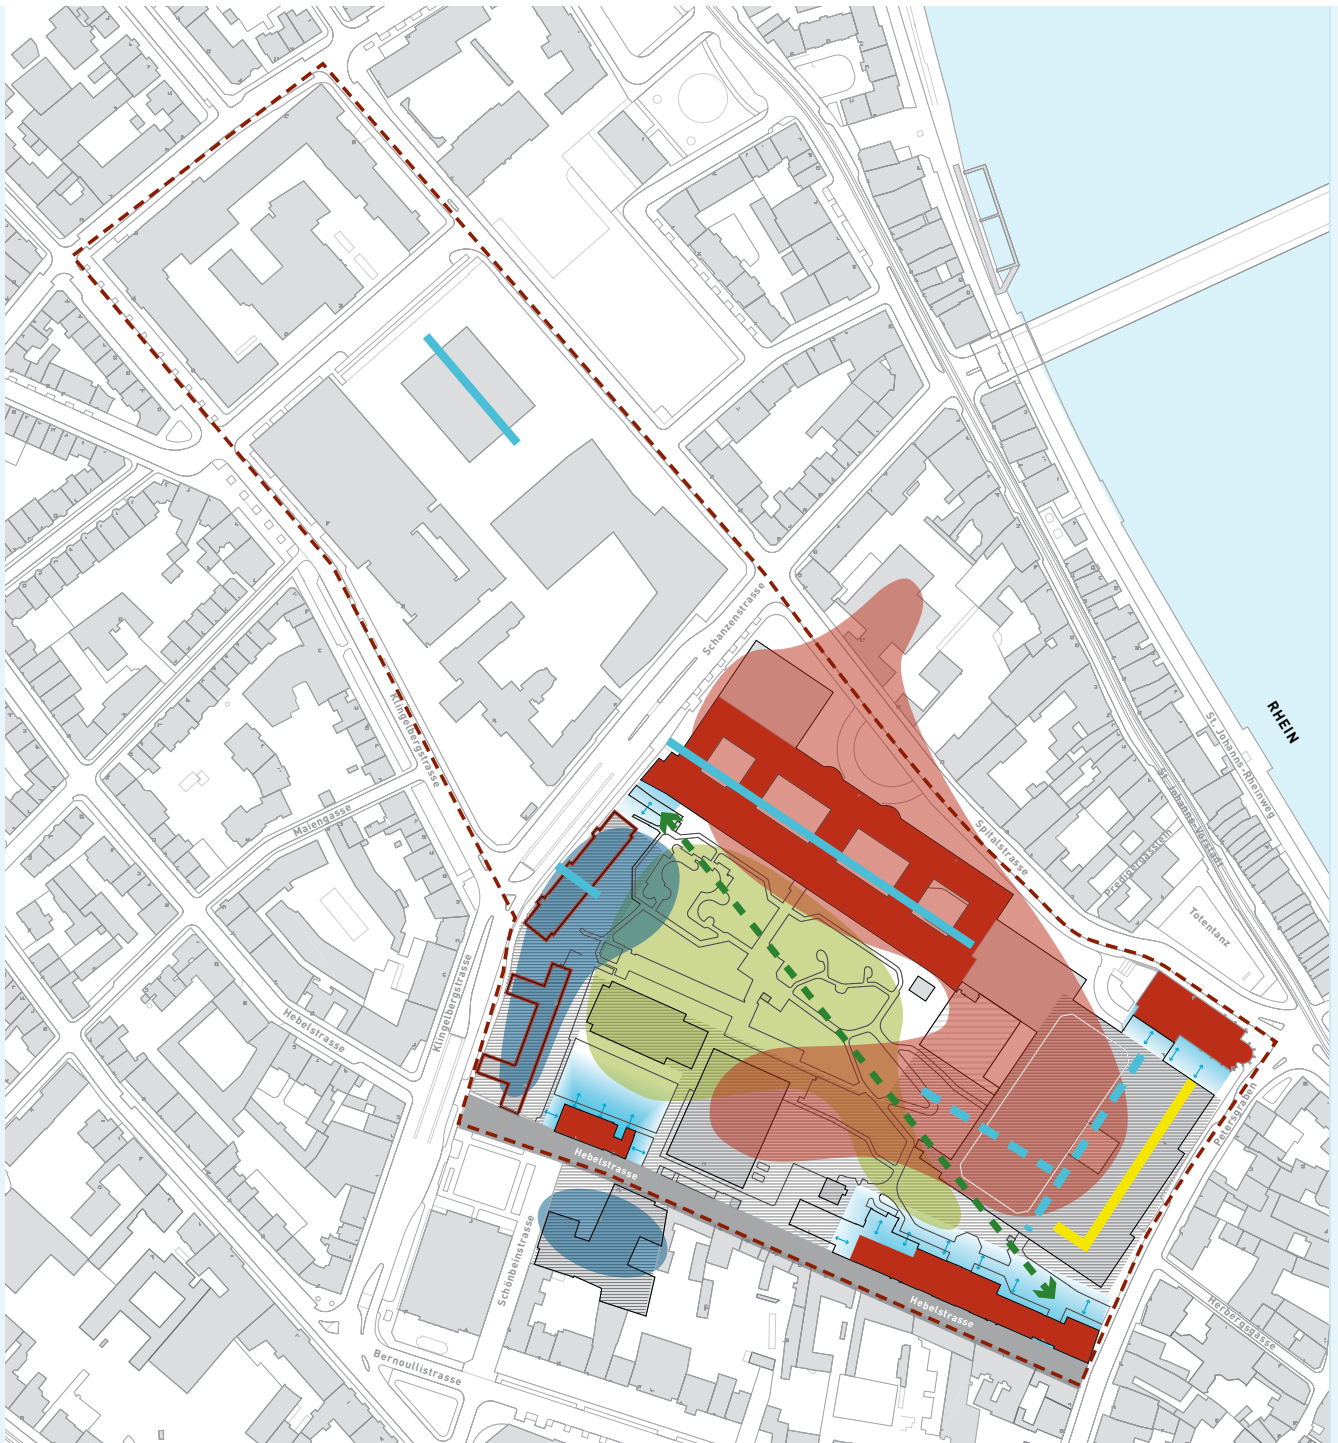 Schanzenstrasse
Klingelbergstrasse
RHEIN
St. Johanns-Rheinweg
St. Johanns-Vorstadt
Maiengasse
Spitalstrasse
Predigergässlein
Totentanz
Klingelbergstrasse
Hebelstrasse
Petersgraben
Hebelstrasse
Schönbeinstrasse
Hebelstrasse
Herbergsgasse
Bernoullistrasse